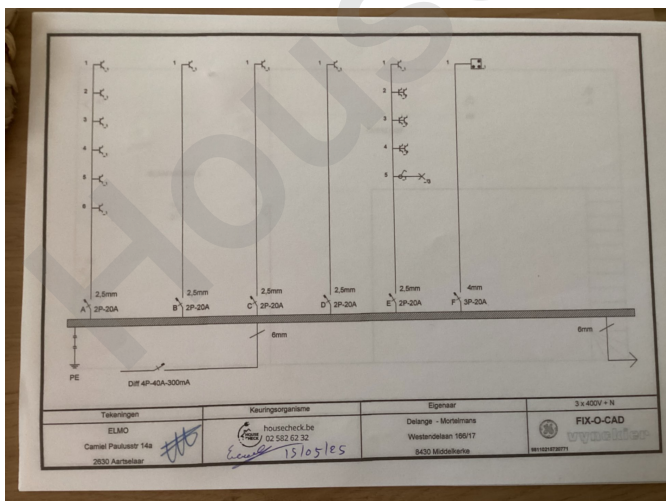 House
1 1 1 1 1 1
2 2
3 3
4 4
5 5
6
2,5mm 2,5mm 2,5mm 2,5mm 2,5mm 4mm
A 2P-20A B 2P-20A C 2P-20A D 2P-20A E 2P-20A F 3P-20A
6mm 6mm
PE
Diff 4P-40A-300mA
Tekeningen
ELMO
Camiel Paulusstr 14a
2630 Aartselaar
Keuringsorganisme
housecheck.be
02 582 62 32
15/05/25
Eigenaar
Delange - Mortelmans
Westendelaan 166/17
8430 Middelkerke
3 x 400V + N
FIX-O-CAD